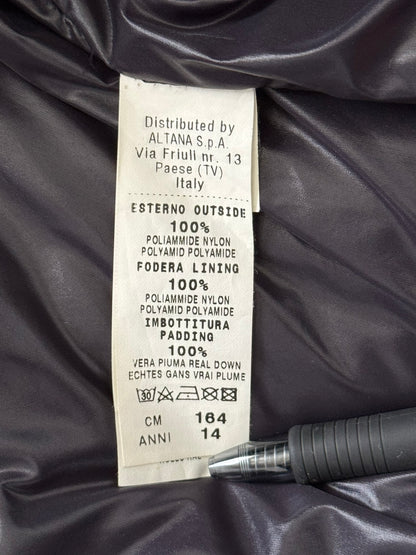 Distributed by
ALTANA S.p.A.
Via Friuli nr. 13
Paese (TV)
Italy
ESTERNO OUTSIDE
100%
POLIAMMIDE NYLON
POLYAMID POLYAMIDE
FODERA LINING
100%
POLIAMMIDE NYLON
POLYAMID POLYAMIDE
IMBOTTITURA
PADDING
100%
VERA PIUMA REAL DOWN
ECHTES GANS VRAI PLUME
30
CM 164
ANNI 14